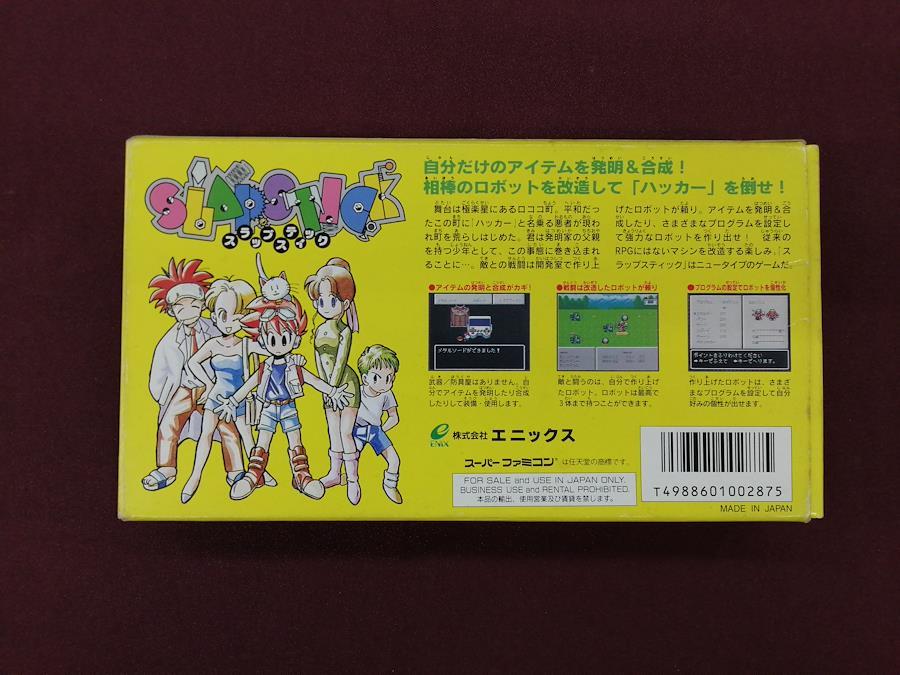 SLAPSTICK
スラップスティック
自分だけのアイテムを発明&合成!
相棒のロボットを改造して「ハッカー」を倒せ!
舞台は極楽星にあるロココ町。平和だっ
たこの町に「ハッカー」と名乗る悪者が現わ
れ町を荒らしはじめた。君は発明家の父親
を持つ少年として、この事態に巻き込まれ
ることに…。敵との戦闘は開発室で作り上
げたロボットが頼り。アイテムを発明&合
成したり、さまざまなプログラムを設定し
て強力なロボットを作り出せ! 従来の
RPGにはないマシンを改造する楽しみ。「ス
ラップスティック」はニュータイプのゲームだ。
●アイテムの発明と合成がカギ!
メタルソードができました!
武器/防具屋はありません。自
分でアイテムを発明したり合成
したりして装備・使用します。
●戦闘は改造したロボットが頼り
敵と闘うのは、自分で作り上げ
たロボット。ロボットは最高で
3体まで持つことができます。
●プログラムの設定でロボットを個性化
ポイントをふりわけてください
作り上げたロボットは、さまざ
まなプログラムを設定して自分
好みの個性が出せます。
ENIX
株式会社 エニックス
スーパーファミコン®は任天堂の商標です。
FOR SALE and USE IN JAPAN ONLY.
BUSINESS USE and RENTAL PROHIBITED.
本品の輸出、使用営業及び賃貸を禁じます。
T4988601002875
MADE IN JAPAN